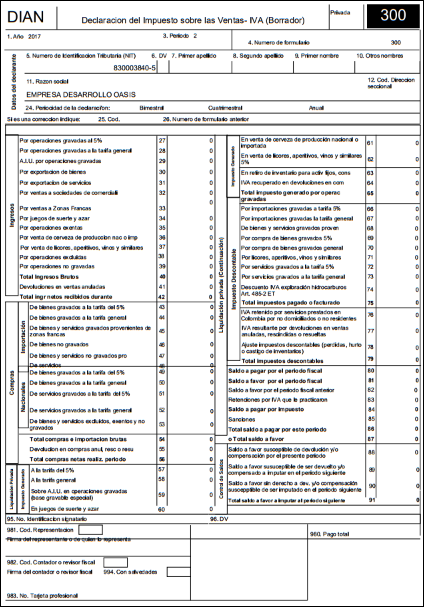 DIAN
Declaracion del Impuesto sobre las Ventas- IVA (Borrador)
Privada
300
1. Año 2017
3. Periodo 2
4. Numero de formulario 300
Datos del declarante
5. Numero de Identificacion Tributaria (NIT) 6. DV 7. Primer apellido 8. Segundo apellido 9. Primer nombre 10. Otros nombres
830003840-5
11. Razon social
12. Cod. Direccion seccional
EMPRESA DESARROLLO OASIS
24. Periodicidad de la declaración: Bimestral Cuatrimestral Anual
Si es una correccion indique: 25. Cod. 26. Numero de formulario anterior
Ingresos
Por operaciones gravadas al 5% 27 0
Por operaciones gravadas a la tarifa general 28 0
A.I.U. por operaciones gravadas 29 0
Por exportacion de bienes 30 0
Por exportacion de servicios 31 0
Por ventas a sociedades de comerciali 32 0
Por ventas a Zonas Francas 33 0
Por juegos de suerte y azar 34 0
Por operaciones exentas 35 0
Por venta de cerveza de produccion nac o imp 36 0
Por venta de licores, aperitivos, vinos y similares 37 0
Por operaciones excluidas 38 0
Por operaciones no gravadas 39 0
Total Ingresos Brutos 40 0
Devoluciones en ventas anuladas 41 0
Total ingresos netos recibidos durante 42 0
Compras
Importación
De bienes gravados a la tarifa del 5% 43 0
De bienes gravados a la tarifa general 44 0
De bienes y servicios gravados provenientes de zonas francas 45 0
De bienes no gravados 46 0
De bienes y servicios no gravados pro 47 0
De servicios 48 0
Nacionales
De bienes gravados a la tarifa del 5% 49 0
De bienes gravados a la tarifa general 50 0
De servicios gravados a la tarifa del 5% 51 0
De servicios gravados a la tarifa general 52 0
De bienes y servicios excluidos, exentos y no gravados 53 0
Total compras e importacion brutas 54 0
Devolucion en compras anul, resc o resu 55 0
Total compras netas realiz. periodo 56 0
Liquidación Privada
Impuesto Generado
A la tarifa del 5% 57 0
A la tarifa general 58 0
Sobre A.I.U. en operaciones gravadas (base gravable especial) 59 0
En juegos de suerte y azar 60 0
Liquidación privada (Continuación)
Impuesto Generado
En venta de cerveza de producción nacional o importada 61 0
En venta de licores, aperitivos, vinos y similares 5% 62 0
En retiro de inventario para activ fijos, cons 63 0
IVA recuperado en devoluciones en com 64 0
Total impuesto generado por operac gravadas 65 0
Impuesto Descontable
Por importaciones gravadas a tarifa 5% 66 0
Por importaciones gravadas a tarifa general 67 0
De bienes y servicios gravados proven 68 0
Por compra de bienes gravados 5% 69 0
Por compra de bienes gravados general 70 0
Por licores, aperitivos, vinos y similares 71 0
Por servicios gravados a la tarifa 5% 72 0
Por servicios gravados a la tarifa general 73 0
Descuento IVA exploración hidrocarburos Art. 485-2 ET 74 0
Total impuestos pagado o facturado 75 0
IVA retenido por servicios prestados en Colombia por no domiciliados o no residentes 76 0
IVA resultante por devoluciones en ventas anuladas, rescindidas o resueltas 77 0
Ajuste impuestos descontables (perdidas, hurto o castigo de inventarios) 78 0
Total impuestos descontables 79 0
Saldo a pagar por el periodo fiscal 80 0
Saldo a favor por el periodo fiscal 81 0
Saldo a favor del periodo fiscal anterior 82 0
Retenciones por IVA que le practicaron 83 0
Saldo a pagar por impuesto 84 0
Sanciones 85 0
Total saldo a pagar por este periodo 86 0
o Total saldo a favor 87 0
Control de Saldos
Saldo a favor susceptible de devolución y/o compensación por el presente periodo 88 0
Saldo a favor susceptible de ser devuelto y/o compensado a imputar en el periodo siguiente 89 0
Saldo a favor sin derecho a dev. y/o compensación susceptible de ser imputado en el periodo siguiente 90 0
Total saldo a favor a imputar al periodo siguiente 91 0
95. No. Identificación signatario 96. DV
981. Cod. Representacion
Firma del representante o de quien lo representa
980. Pago total
982. Cod. Contador o revisor fiscal
Firma del contador o revisor fiscal 994. Con salvedades
983. No. Tarjeta profesional